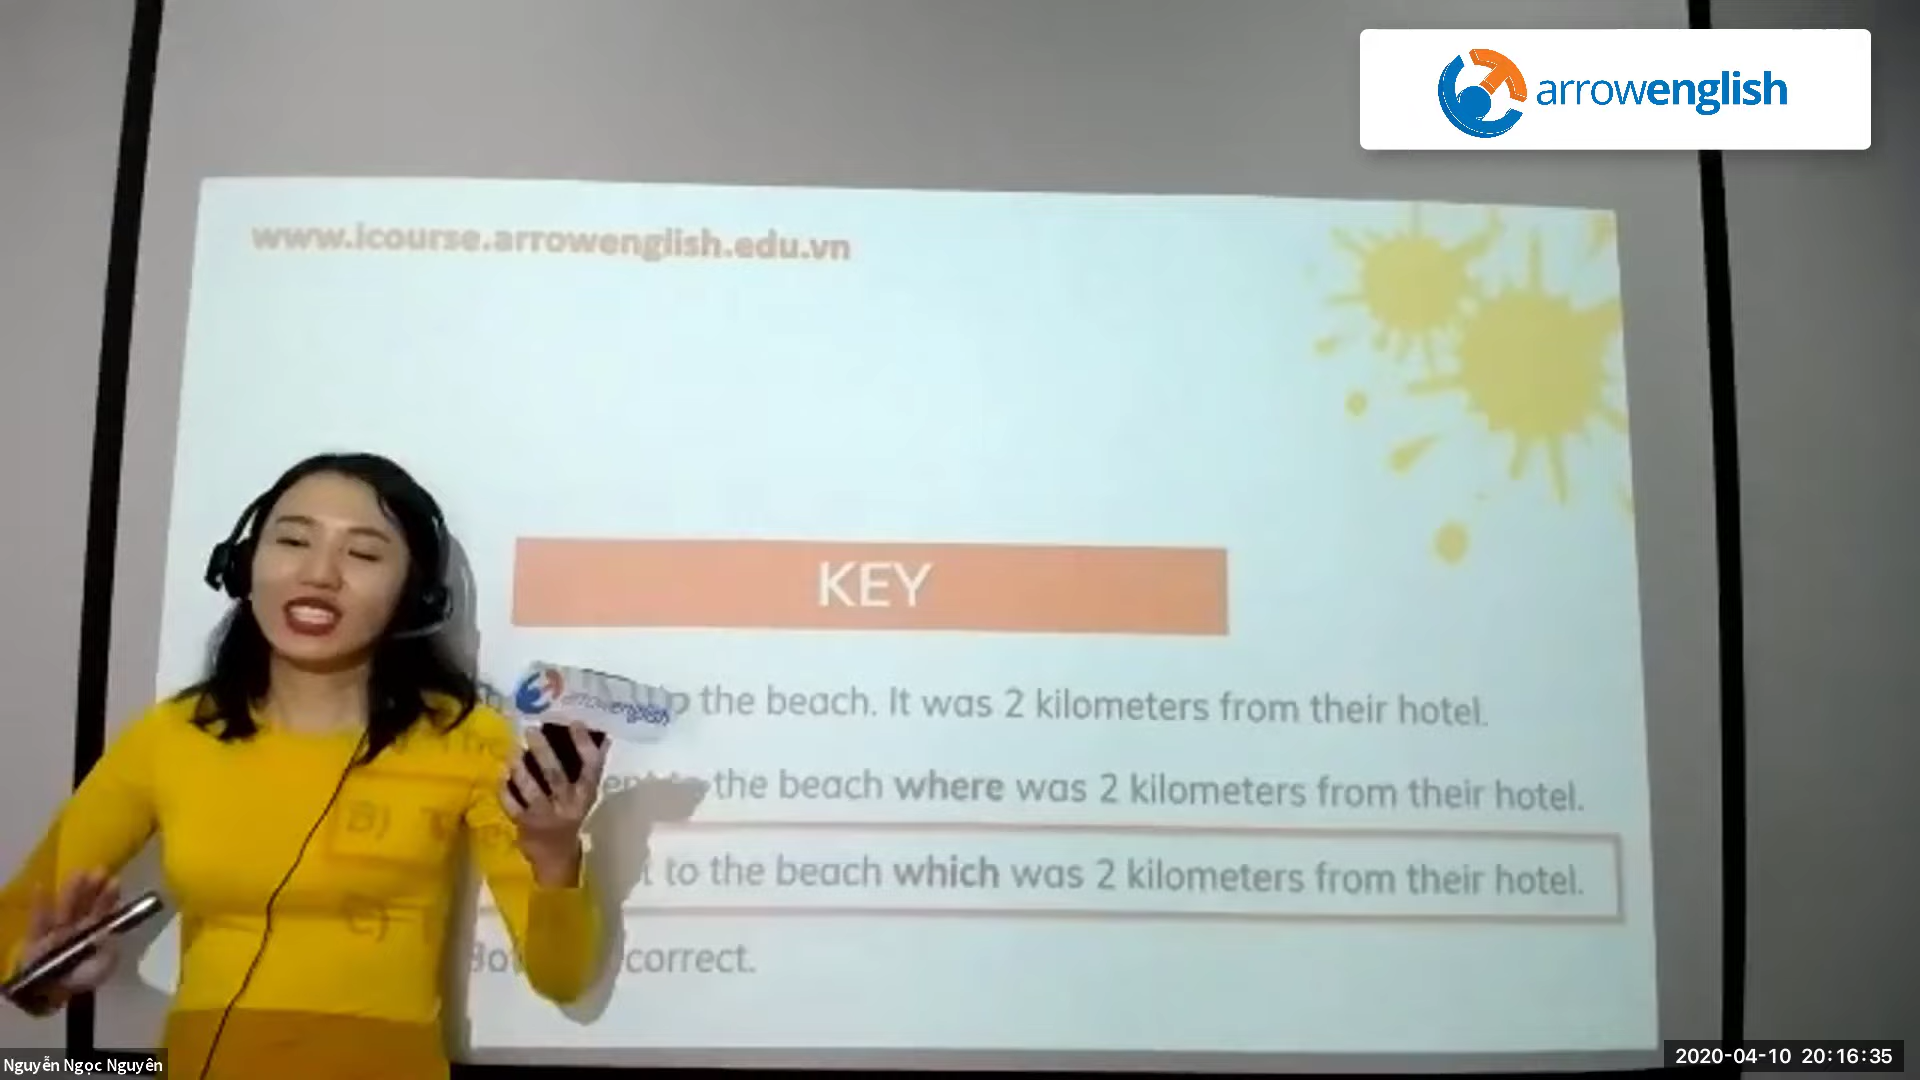 arrowenglish
www.icourse.arrowenglish.edu.vn
KEY
arrowenglish
the beach. It was 2 kilometers from their hotel.
the beach where was 2 kilometers from their hotel.
B)
to the beach which was 2 kilometers from their hotel.
C)
correct.
Nguyễn Ngọc Nguyên
2020-04-10 20:16:35